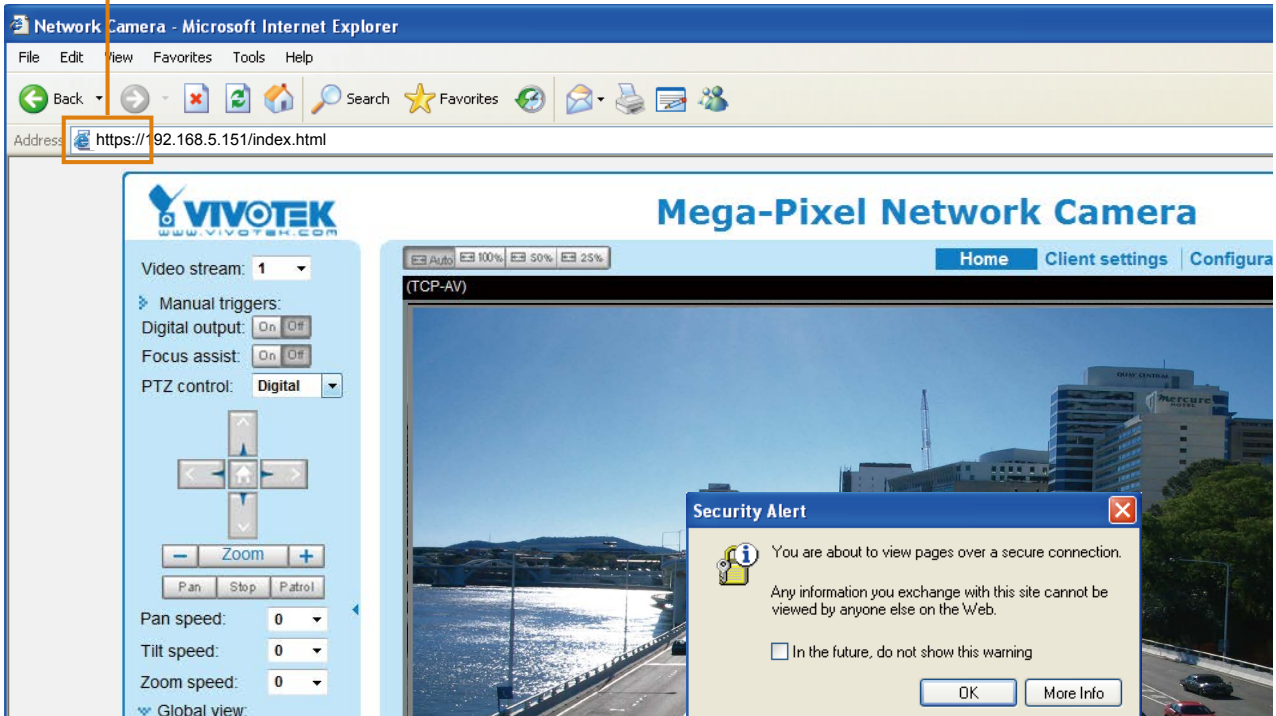 Network Camera - Microsoft Internet Explorer
File Edit View Favorites Tools Help
Back Search Favorites
Address https://192.168.5.151/index.html
VIVOTEK
www.vivotek.com
Mega-Pixel Network Camera
Video stream: 1
Auto 100% 50% 25%
Home Client settings Configura
(TCP-AV)
Manual triggers:
Digital output: On Off
Focus assist: On Off
PTZ control: Digital
Zoom
Pan Stop Patrol
Pan speed: 0
Tilt speed: 0
Zoom speed: 0
Global view:
Mercure
HOTEL
Security Alert
You are about to view pages over a secure connection.
Any information you exchange with this site cannot be
viewed by anyone else on the Web.
In the future, do not show this warning
OK More Info